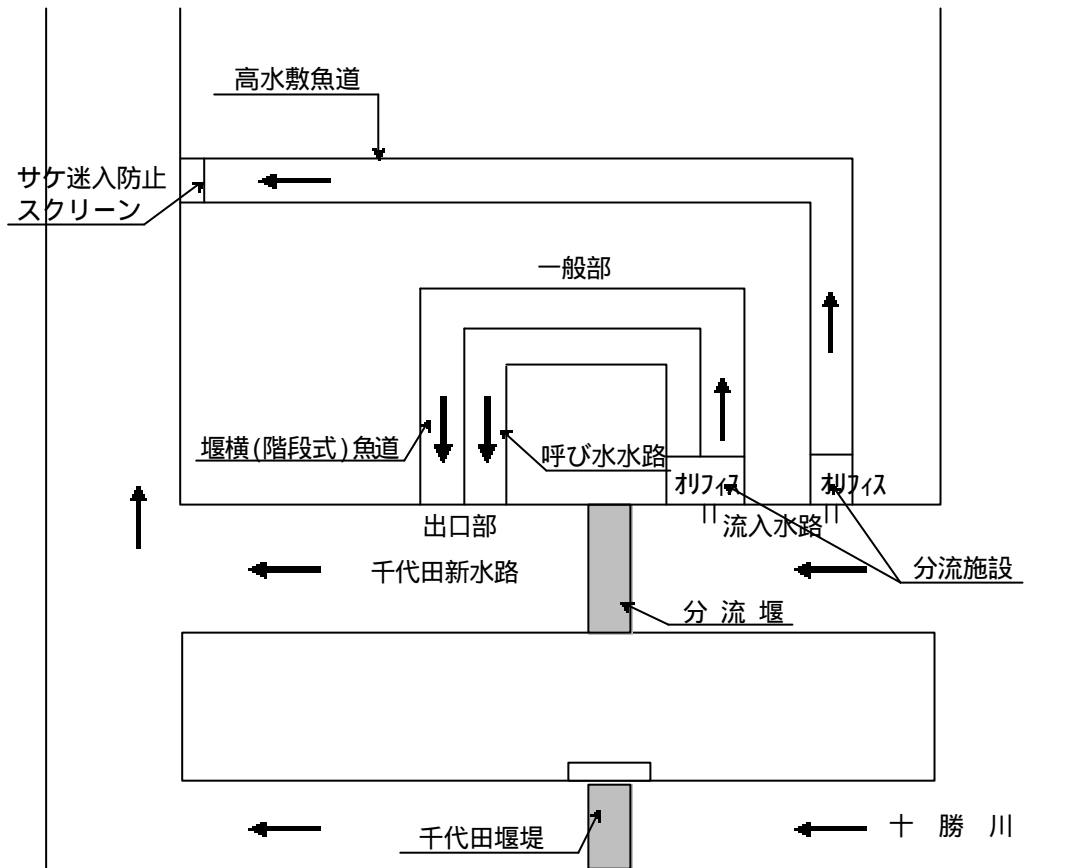 高水敷魚道
サケ迷入防止
スクリーン
一般部
堰横(階段式)魚道
呼び水水路
オリフィス
オリフィス
出口部
流入水路
千代田新水路
分流施設
分流堰
千代田堰堤
十勝川